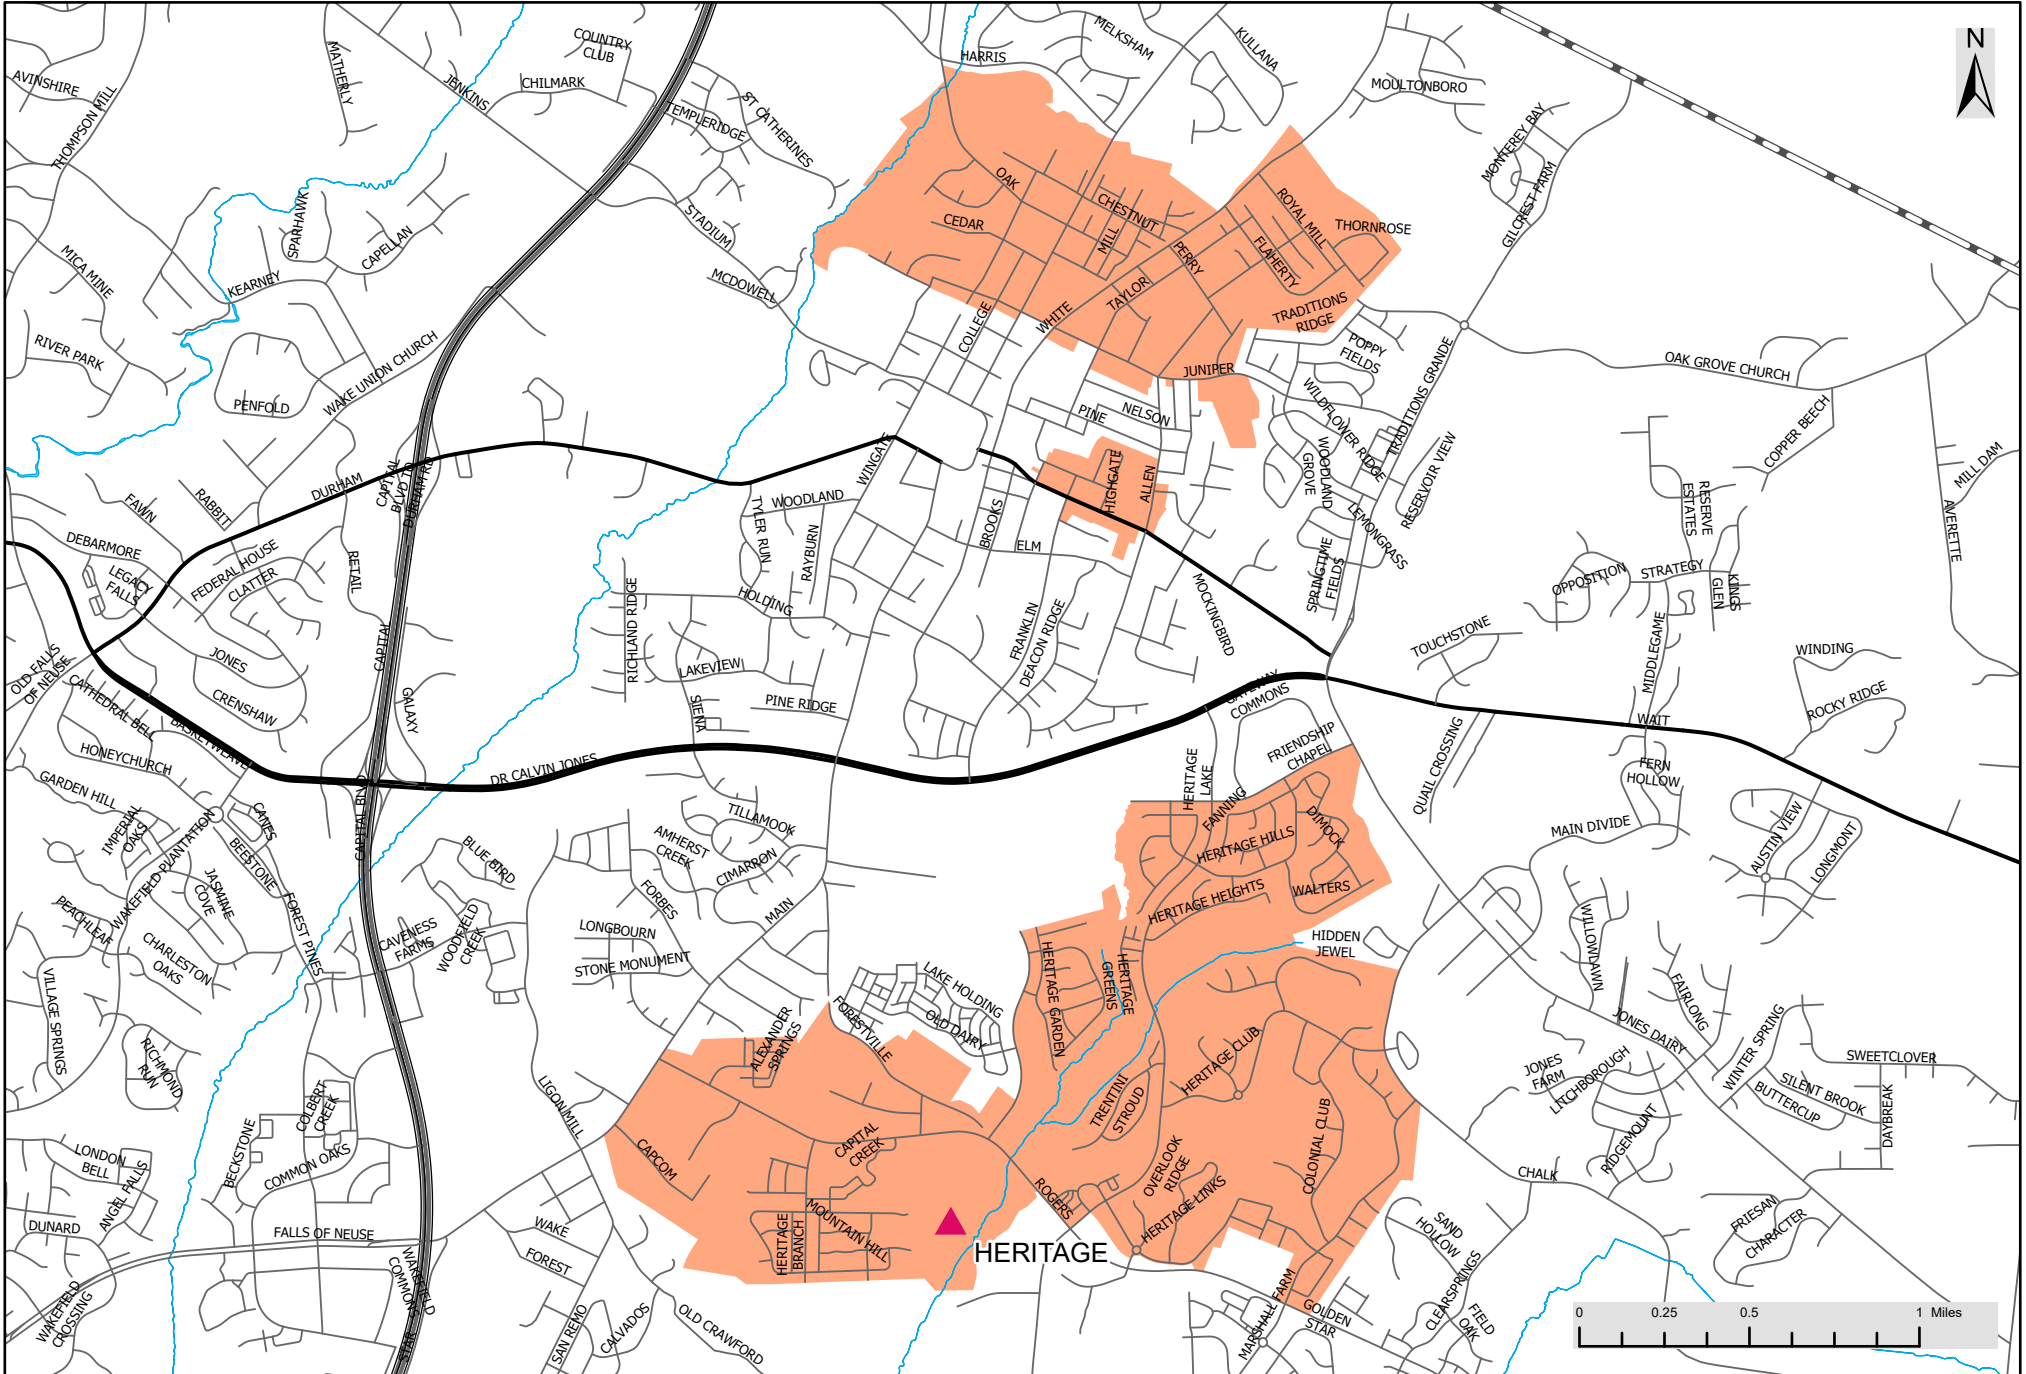 HARRIS
MELKSHAM
KULLANA
N
COUNTRY
CLUB
MATHERLY
AVINSHIRE
THOMPSON MILL
JENKINS
CHILMARK
TEMPLERIDGE
ST CATHERINES
MOULTONBORO
MONTEREY BAY
GILCREST FARM
OAK
CEDAR
CHESTNUT
MILL
PERRY
TAYLOR
WHITE
ROYAL MILL
THORNROSE
FLAHERTY
TRADITIONS
RIDGE
SPARHAWK
CAPELLAN
STADIUM
MCDOWELL
MICA MINE
KEARNEY
RIVER PARK
PENFOLD
WAKE UNION CHURCH
COLLEGE
JUNIPER
POPPY
FIELDS
WILDFLOWER RIDGE
TRADITIONS GRANDE
OAK GROVE CHURCH
COPPER BEECH
PINE
NELSON
WOODLAND
GROVE
RESERVOIR VIEW
MILL DAM
AVERETTE
RESERVE
ESTATES
WINGATE
HIGHGATE
ALLEN
DURHAM
CAPITAL
BLVD TO
DURHAM RD
RABBIT
FAWN
DEBARMORE
LEGACY
FALLS
FEDERAL HOUSE
CLATTER
RETAIL
TYLER RUN
WOODLAND
RAYBURN
BROOKS
ELM
LEMONGRASS
SPRINGTIME
FIELDS
MOCKINGBIRD
OPPOSITION
STRATEGY
KINGS
GLEN
HOLDING
RICHLAND RIDGE
FRANKLIN
DEACON RIDGE
TOUCHSTONE
MIDDLEGAME
WINDING
ROCKY RIDGE
OLD FALLS
OF NEUSE
JONES
CRENSHAW
CAPITAL
GALAXY
LAKEVIEW
SIENA
PINE RIDGE
CATHEDRAL BELL
BASKETWEAVE
HONEYCHURCH
GARDEN HILL
GATEWAY
COMMONS
WAIT
QUAIL CROSSING
FRIENDSHIP
CHAPEL
HERITAGE
LAKE
DR CALVIN JONES
CAPITAL BLVD
FERN
HOLLOW
MAIN DIVIDE
AUSTIN VIEW
LONGMONT
IMPERIAL
OAKS
WAKEFIELD PLANTATION
CANES
BEESTONE
JASMINE
COVE
PEACHLEAF
CHARLESTON
OAKS
FOREST PINES
BLUE BIRD
TILLAMOOK
AMHERST
CREEK
CIMARRON
FORBES
MAIN
FANNING
DIMOCK
HERITAGE HILLS
HERITAGE HEIGHTS
WALTERS
HIDDEN
JEWEL
CAVENESS
FARMS
WOODFIELD
CREEK
LONGBOURN
STONE MONUMENT
VILLAGE SPRINGS
RICHMOND
RUN
LAKE HOLDING
OLD DAIRY
FORESTVILLE
ALEXANDER
SPRINGS
HERITAGE GARDEN
HERITAGE
GREENS
WILLOWLAWN
FAIRLONG
JONES DAIRY
WINTER SPRING
SWEETCLOVER
SILENT BROOK
BUTTERCUP
DAYBREAK
JONES
FARM
LITCHBOROUGH
RIDGEMOUNT
HERITAGE CLUB
TRENTINI
STROUD
COLONIAL CLUB
LIGON MILL
COLBERT
CREEK
BECKSTONE
COMMON OAKS
LONDON
BELL
ANGEL FALLS
DUNARD
FALLS OF NEUSE
CAPCOM
CAPITAL
CREEK
ROGERS
OVERLOOK
RIDGE
HERITAGE LINKS
CHALK
FRIESAN
CHARACTER
SAND
HOLLOW
CLEARSPRINGS
FIELD
OAK
HERITAGE
BRANCH
MOUNTAIN HILL
HERITAGE
WAKE
FOREST
SAN REMO
CALVADOS
OLD CRAWFORD
WAKEFIELD
COMMONS
STAR
WAKEFIELD
CROSSING
MARSHALL FARM
GOLDEN
STAR
0 0.25 0.5 1 Miles